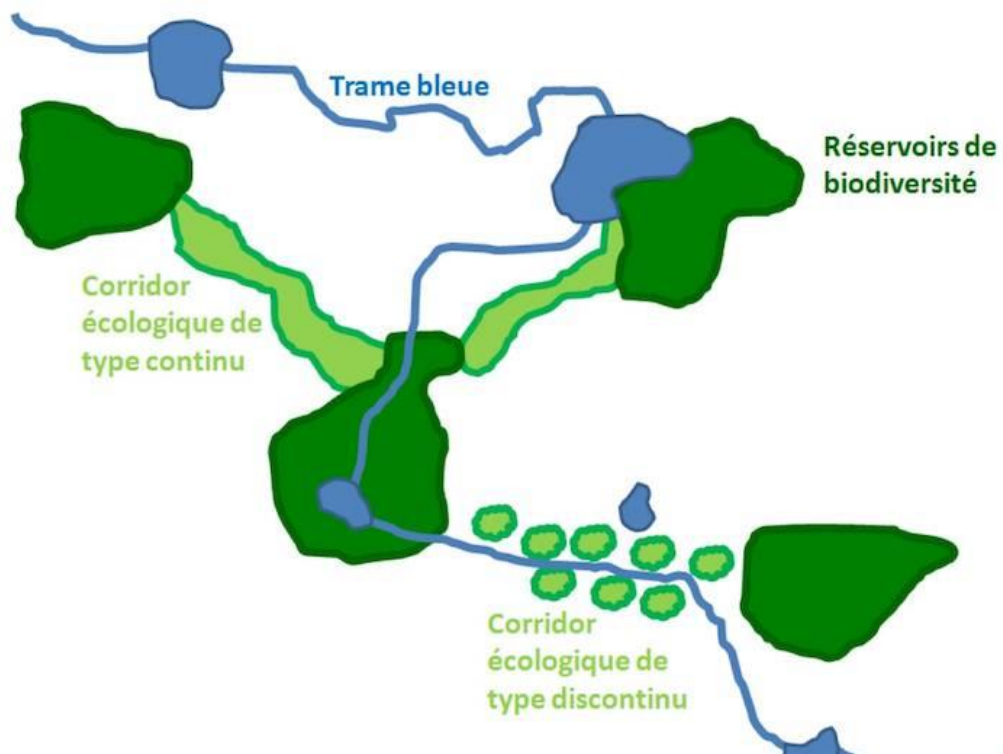 Trame bleue
Réservoirs de
biodiversité
Corridor
écologique de
type continu
Corridor
écologique de
type discontinu